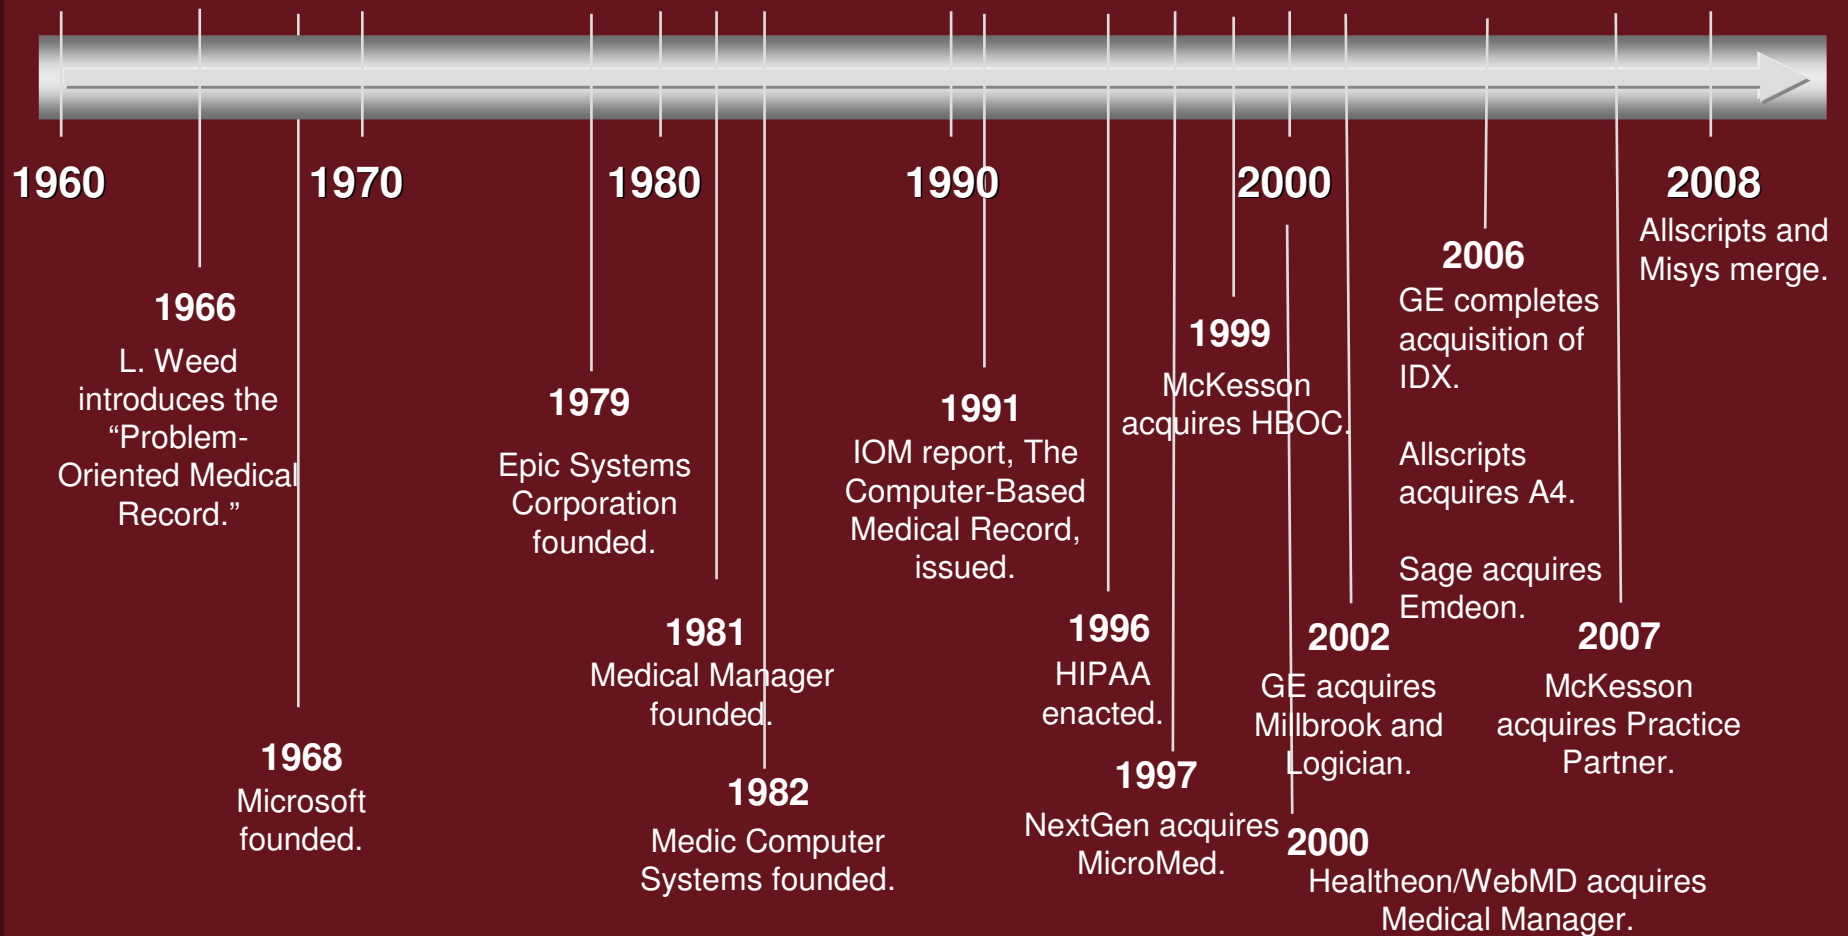 1960
1970
1980
1990
2000
2008
Allscripts and
Misys merge.
1966
L. Weed
introduces the
“Problem-
Oriented Medical
Record.”
1968
Microsoft
founded.
1979
Epic Systems
Corporation
founded.
1981
Medical Manager
founded.
1982
Medic Computer
Systems founded.
1991
IOM report, The
Computer-Based
Medical Record,
issued.
1996
HIPAA
enacted.
1997
NextGen acquires
MicroMed.
1999
McKesson
acquires HBOC.
2000
Healtheon/WebMD acquires
Medical Manager.
2002
GE acquires
Millbrook and
Logician.
2006
GE completes
acquisition of
IDX.
Allscripts
acquires A4.
Sage acquires
Emdeon.
2007
McKesson
acquires Practice
Partner.